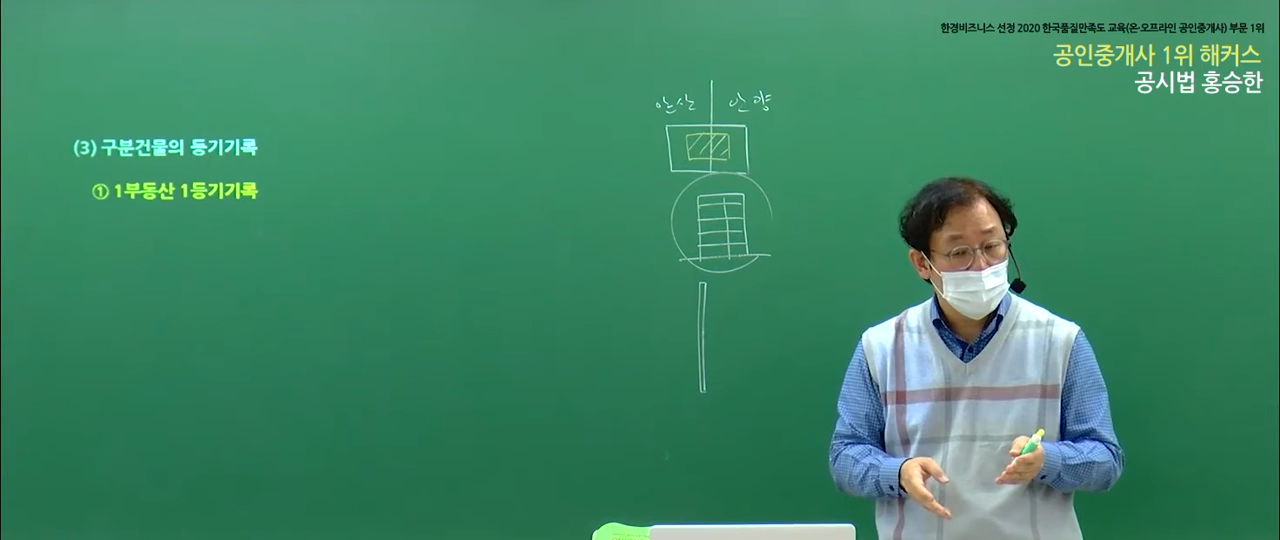 한경비즈니스 선정 2020 한국품질만족도 교육(온·오프라인 공인중개사) 부문 1위
공인중개사 1위 해커스
공시법 홍승한
안산 안양
(3) 구분건물의 등기기록
① 1부동산 1등기기록